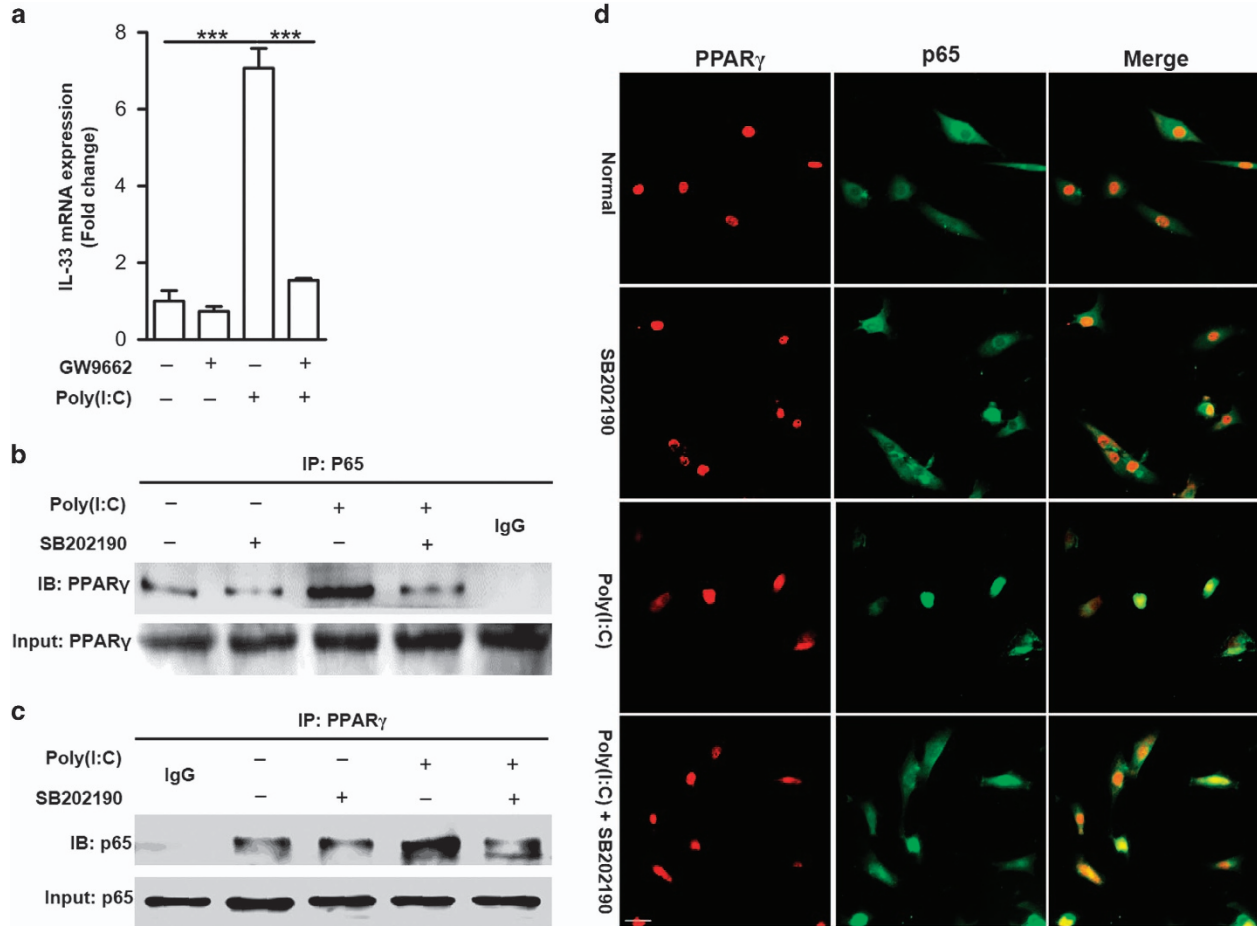 a
8
6
4
2
0
IL-33 mRNA expression
(Fold change)
*** ***
GW9662 – + – +
Poly(I:C) – – + +
b
IP: P65
Poly(I:C) – – + +
IgG
SB202190 – + – +
IB: PPARγ
Input: PPARγ
c
IP: PPARγ
Poly(I:C) – – + +
IgG
SB202190 – + – +
IB: p65
Input: p65
d
PPARγ p65 Merge
Normal
SB202190
Poly(I:C)
Poly(I:C) + SB202190